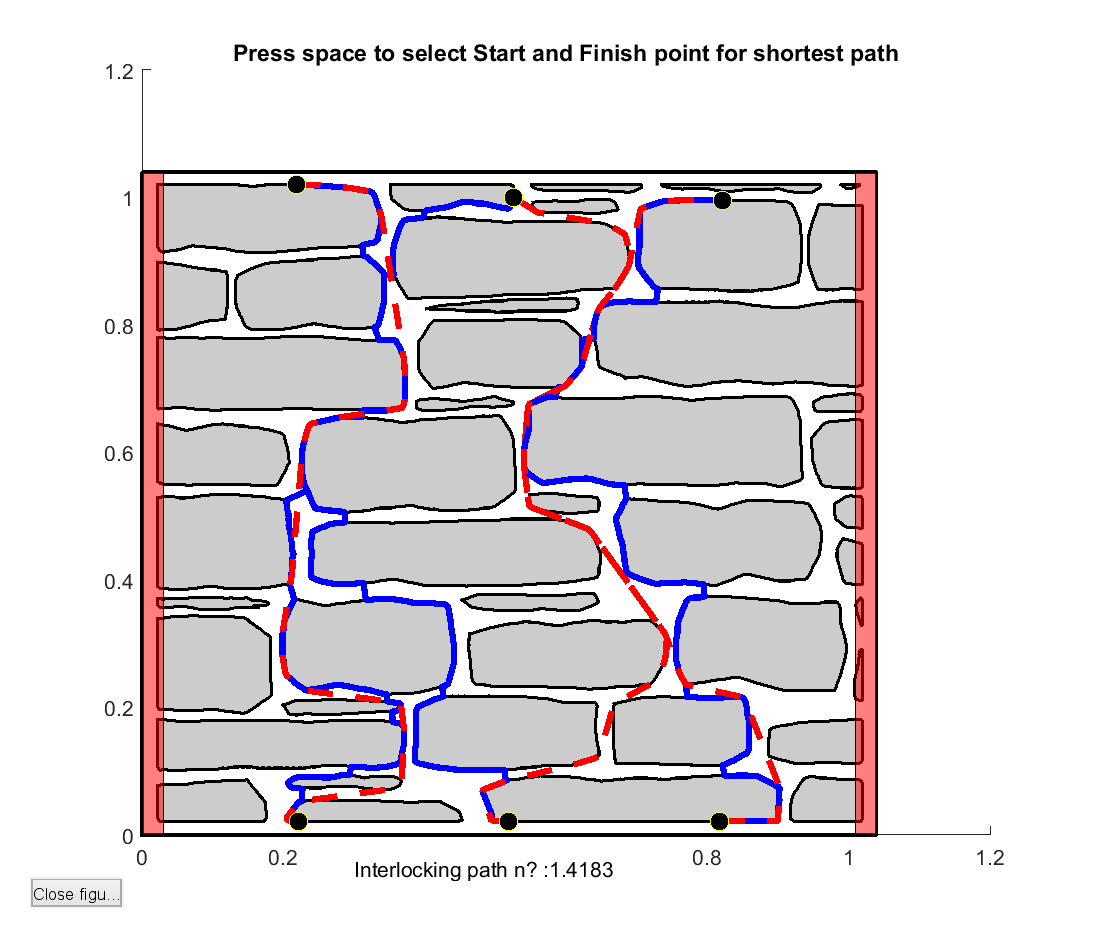 Press space to select Start and Finish point for shortest path
1.2
1
0.8
0.6
0.4
0.2
0
0 0.2 0.8 1 1.2
Interlocking path n? :1.4183
Close figu...